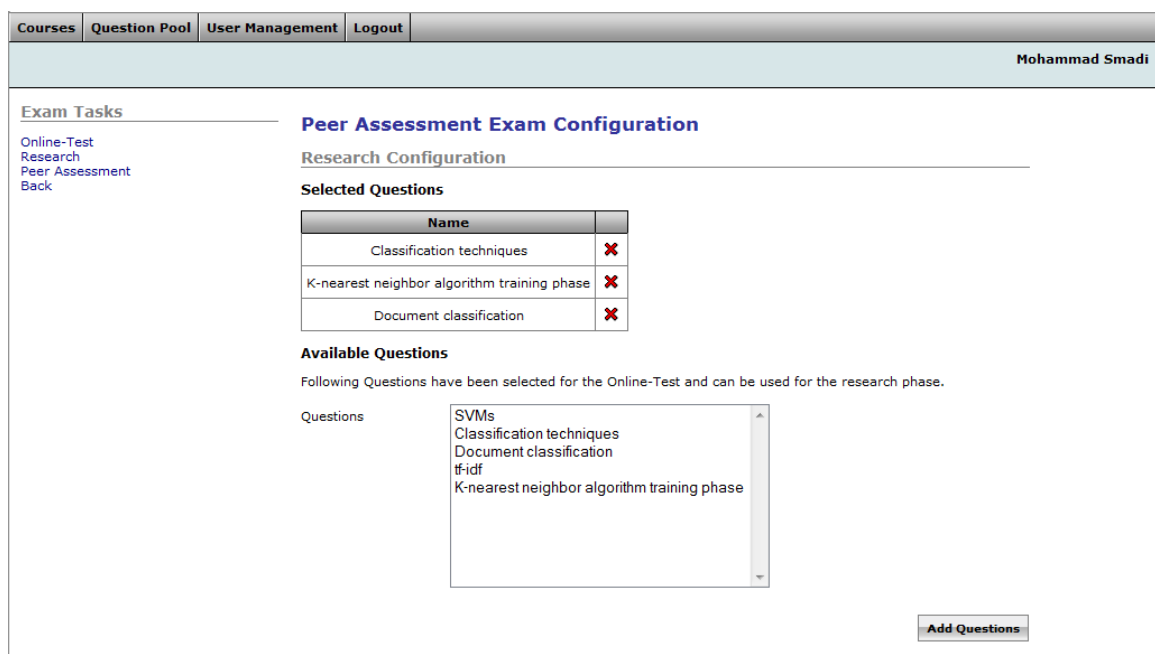 Courses Question Pool User Management Logout
Mohammad Smadi
Exam Tasks
Online-Test
Research
Peer Assessment
Back
Peer Assessment Exam Configuration
Research Configuration
Selected Questions
Name
Classification techniques
K-nearest neighbor algorithm training phase
Document classification
Available Questions
Following Questions have been selected for the Online-Test and can be used for the research phase.
Questions
SVMs
Classification techniques
Document classification
tf-idf
K-nearest neighbor algorithm training phase
Add Questions